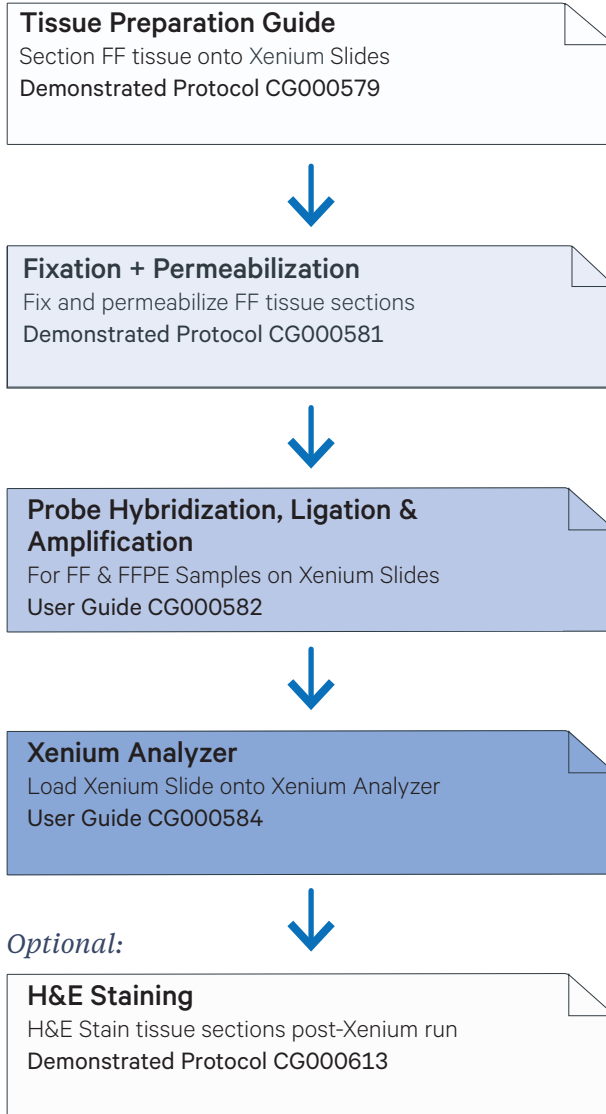 Tissue Preparation Guide
Section FF tissue onto Xenium Slides
Demonstrated Protocol CG000579
Fixation + Permeabilization
Fix and permeabilize FF tissue sections
Demonstrated Protocol CG000581
Probe Hybridization, Ligation &
Amplification
For FF & FFPE Samples on Xenium Slides
User Guide CG000582
Xenium Analyzer
Load Xenium Slide onto Xenium Analyzer
User Guide CG000584
Optional:
H&E Staining
H&E Stain tissue sections post-Xenium run
Demonstrated Protocol CG000613